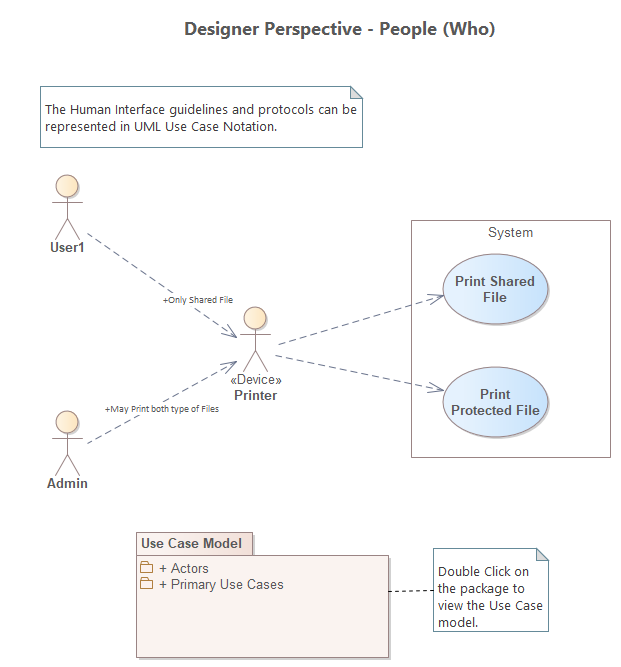 Designer Perspective - People (Who)
The Human Interface guidelines and protocols can be
represented in UML Use Case Notation.
User1
System
Print Shared
File
+Only Shared File
«Device»
Printer
+May Print both type of Files
Print
Protected File
Admin
Use Case Model
+ Actors
+ Primary Use Cases
Double Click on
the package to
view the Use Case
model.